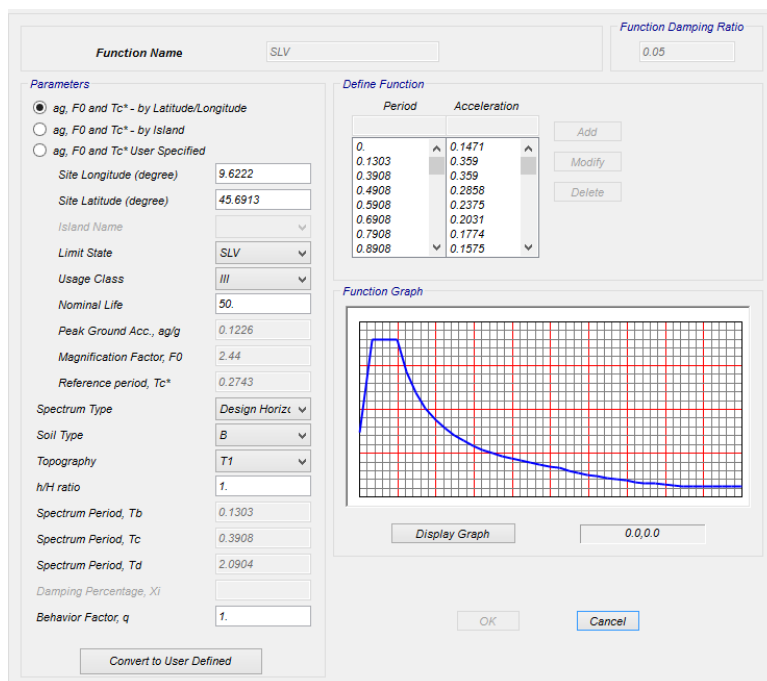 Function Damping Ratio
Function Name SLV 0.05
Parameters
ag, F0 and Tc* - by Latitude/Longitude
ag, F0 and Tc* - by Island
ag, F0 and Tc* User Specified
Site Longitude (degree) 9.6222
Site Latitude (degree) 45.6913
Island Name
Limit State SLV
Usage Class III
Nominal Life 50.
Peak Ground Acc., ag/g 0.1226
Magnification Factor, F0 2.44
Reference period, Tc* 0.2743
Spectrum Type Design Horizc
Soil Type B
Topography T1
h/H ratio 1.
Spectrum Period, Tb 0.1303
Spectrum Period, Tc 0.3908
Spectrum Period, Td 2.0904
Damping Percentage, Xi
Behavior Factor, q 1.
Convert to User Defined
Define Function
Period Acceleration
0. 0.1471
0.1303 0.359
0.3908 0.359
0.4908 0.2858
0.5908 0.2375
0.6908 0.2031
0.7908 0.1774
0.8908 0.1575
Add
Modify
Delete
Function Graph
Display Graph 0.0,0.0
OK Cancel